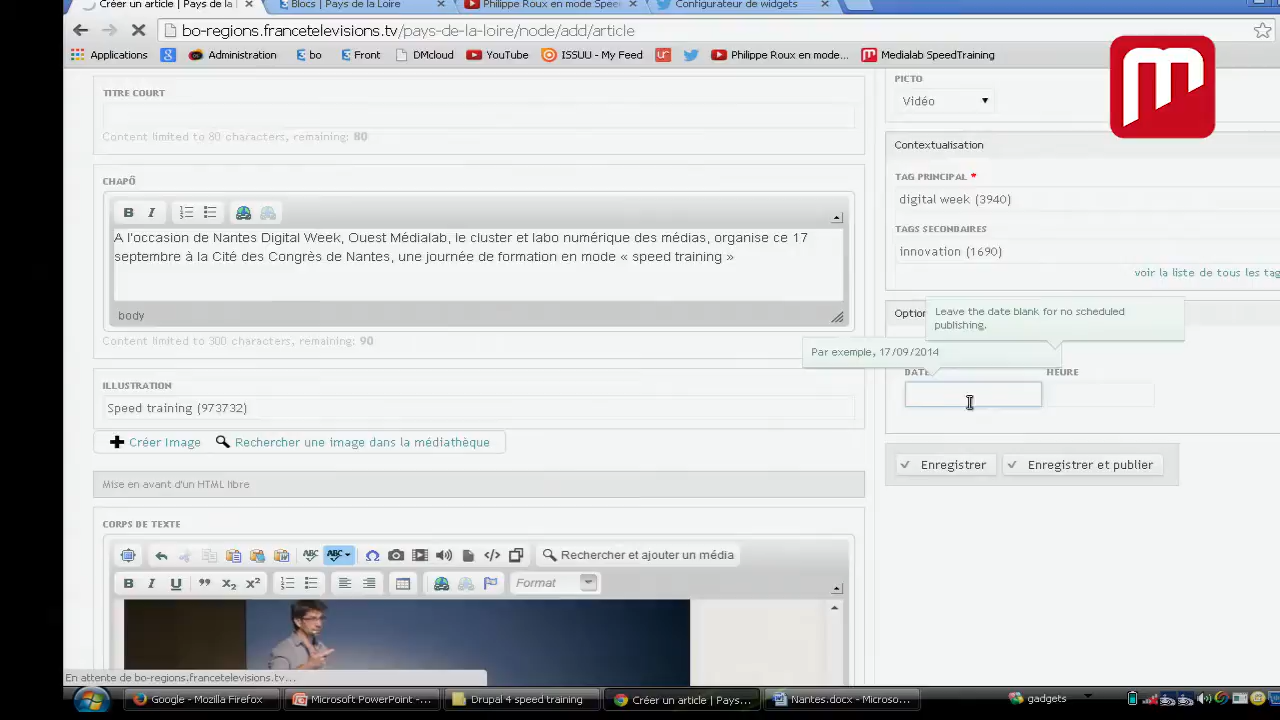 Créer un article | Pays de la
Blocs | Pays de la Loire
Philippe Roux en mode Spee
Configurateur de widgets
bo-regions.francetelevisions.tv/pays-de-la-loire/node/add/article
Applications
Administration
bo
Front
DMcloud
YouTube
ISSUU - My Feed
Philippe Roux en mode...
Medialab SpeedTraining
TITRE COURT
Content limited to 80 characters, remaining: 80
CHAPÔ
A l'occasion de Nantes Digital Week, Ouest Médialab, le cluster et labo numérique des médias, organise ce 17
septembre à la Cité des Congrès de Nantes, une journée de formation en mode « speed training »
body
Content limited to 300 characters, remaining: 90
ILLUSTRATION
Speed training (973732)
Créer Image
Rechercher une image dans la médiathèque
Mise en avant d'un HTML libre
CORPS DE TEXTE
Rechercher et ajouter un média
Format
PICTO
Vidéo
Contextualisation
TAG PRINCIPAL *
digital week (3940)
TAGS SECONDAIRES
innovation (1690)
voir la liste de tous les tag
Option
Leave the date blank for no scheduled
publishing.
Par exemple, 17/09/2014
DATE
HEURE
Enregistrer
Enregistrer et publier
En attente de bo-regions.francetelevisions.tv...
Google - Mozilla Firefox
Microsoft PowerPoint -...
Drupal 4 speed training
Créer un article | Pays...
Nantes.docx - Microso...
gadgets